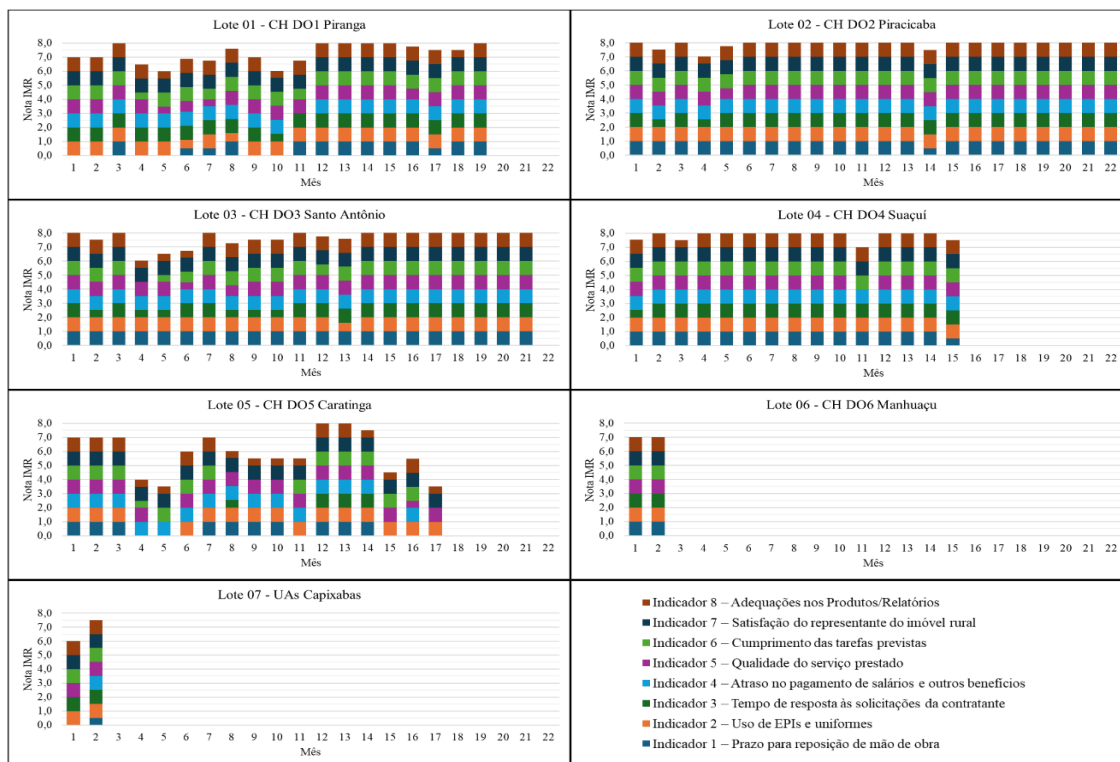 Lote 01 - CH DO1 Piranga
Nota IMR
8,0
7,0
6,0
5,0
4,0
3,0
2,0
1,0
0,0
1 2 3 4 5 6 7 8 9 10 11 12 13 14 15 16 17 18 19 20 21 22
Mês
Lote 02 - CH DO2 Piracicaba
Nota IMR
8,0
7,0
6,0
5,0
4,0
3,0
2,0
1,0
0,0
1 2 3 4 5 6 7 8 9 10 11 12 13 14 15 16 17 18 19 20 21 22
Mês
Lote 03 - CH DO3 Santo Antônio
Nota IMR
8,0
7,0
6,0
5,0
4,0
3,0
2,0
1,0
0,0
1 2 3 4 5 6 7 8 9 10 11 12 13 14 15 16 17 18 19 20 21 22
Mês
Lote 04 - CH DO4 Suaçuí
Nota IMR
8,0
7,0
6,0
5,0
4,0
3,0
2,0
1,0
0,0
1 2 3 4 5 6 7 8 9 10 11 12 13 14 15 16 17 18 19 20 21 22
Mês
Lote 05 - CH DO5 Caratinga
Nota IMR
8,0
7,0
6,0
5,0
4,0
3,0
2,0
1,0
0,0
1 2 3 4 5 6 7 8 9 10 11 12 13 14 15 16 17 18 19 20 21 22
Mês
Lote 06 - CH DO6 Manhuaçu
Nota IMR
8,0
7,0
6,0
5,0
4,0
3,0
2,0
1,0
0,0
1 2 3 4 5 6 7 8 9 10 11 12 13 14 15 16 17 18 19 20 21 22
Mês
Lote 07 - UAs Capixabas
Nota IMR
8,0
7,0
6,0
5,0
4,0
3,0
2,0
1,0
0,0
1 2 3 4 5 6 7 8 9 10 11 12 13 14 15 16 17 18 19 20 21 22
Mês
Indicador 8 – Adequações nos Produtos/Relatórios
Indicador 7 – Satisfação do representante do imóvel rural
Indicador 6 – Cumprimento das tarefas previstas
Indicador 5 – Qualidade do serviço prestado
Indicador 4 – Atraso no pagamento de salários e outros benefícios
Indicador 3 – Tempo de resposta às solicitações da contratante
Indicador 2 – Uso de EPIs e uniformes
Indicador 1 – Prazo para reposição de mão de obra